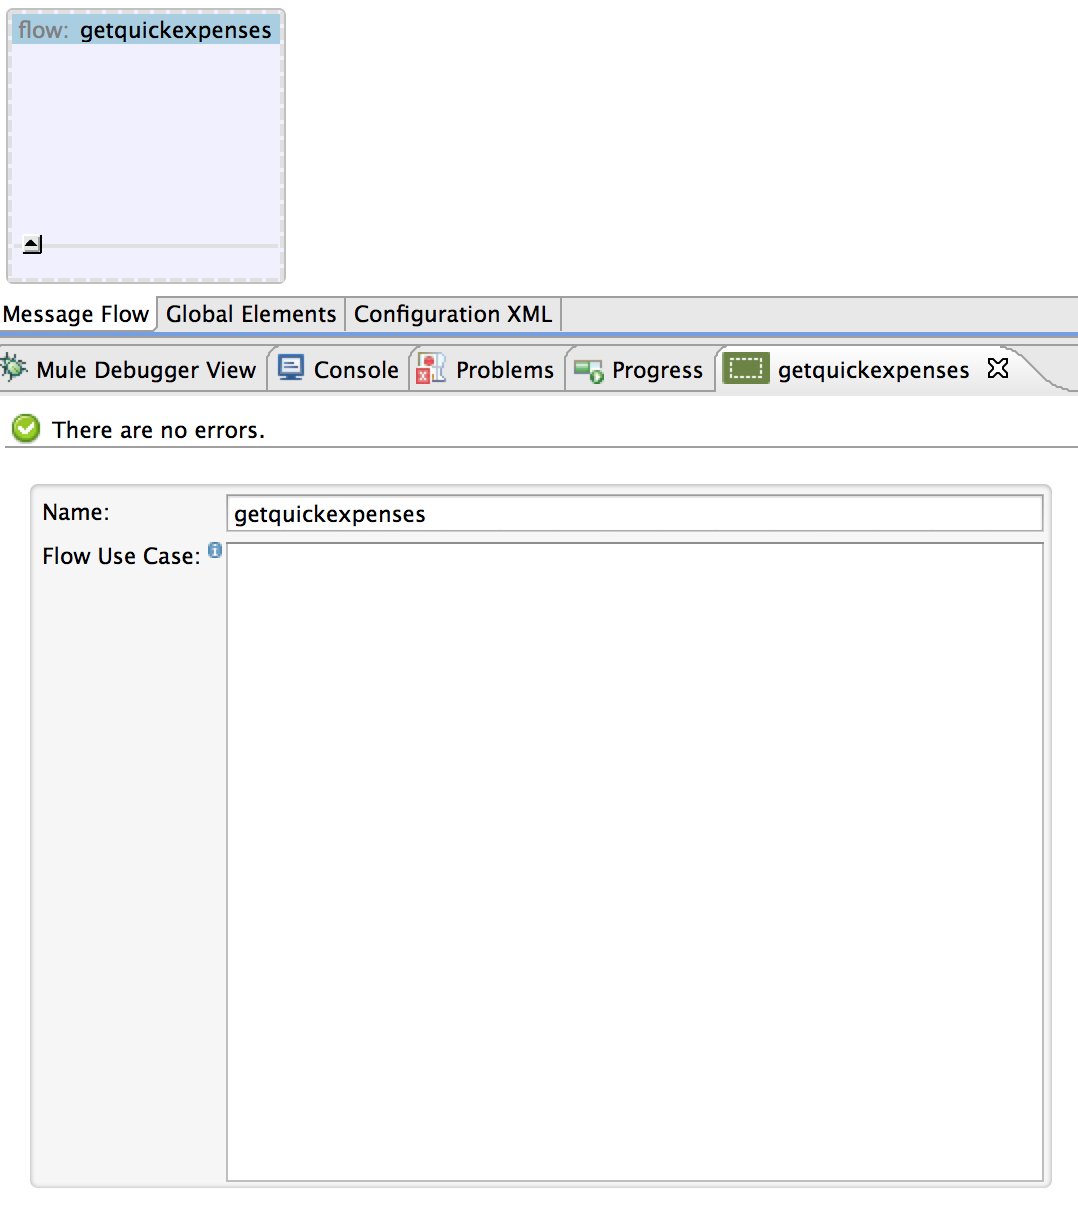 flow: getquickexpenses
Message Flow Global Elements Configuration XML
Mule Debugger View Console Problems Progress getquickexpenses
There are no errors.
Name: getquickexpenses
Flow Use Case: